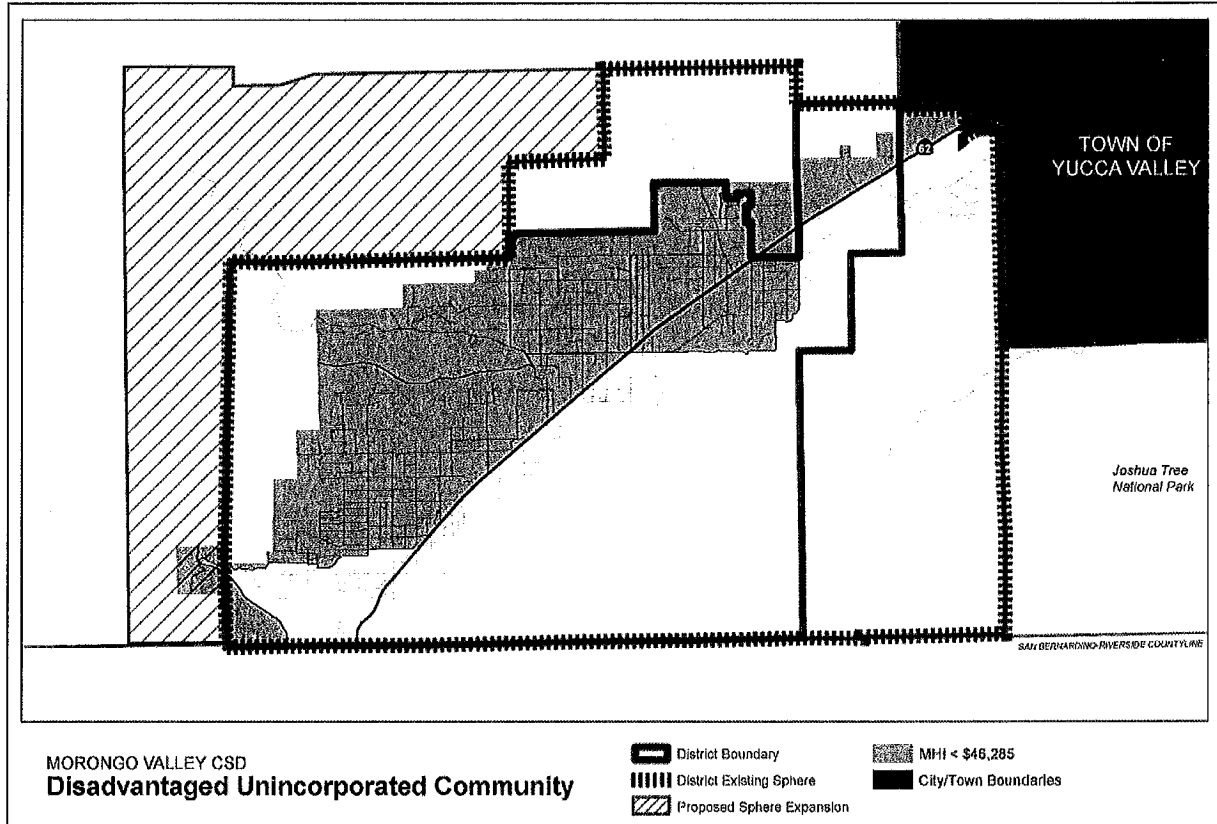 62
TOWN OF
YUCCA VALLEY
Joshua Tree
National Park
SAN BERNARDINO-RIVERSIDE COUNTYLINE
MORONGO VALLEY CSD
Disadvantaged Unincorporated Community
District Boundary
District Existing Sphere
Proposed Sphere Expansion
MHI < $46,285
City/Town Boundaries